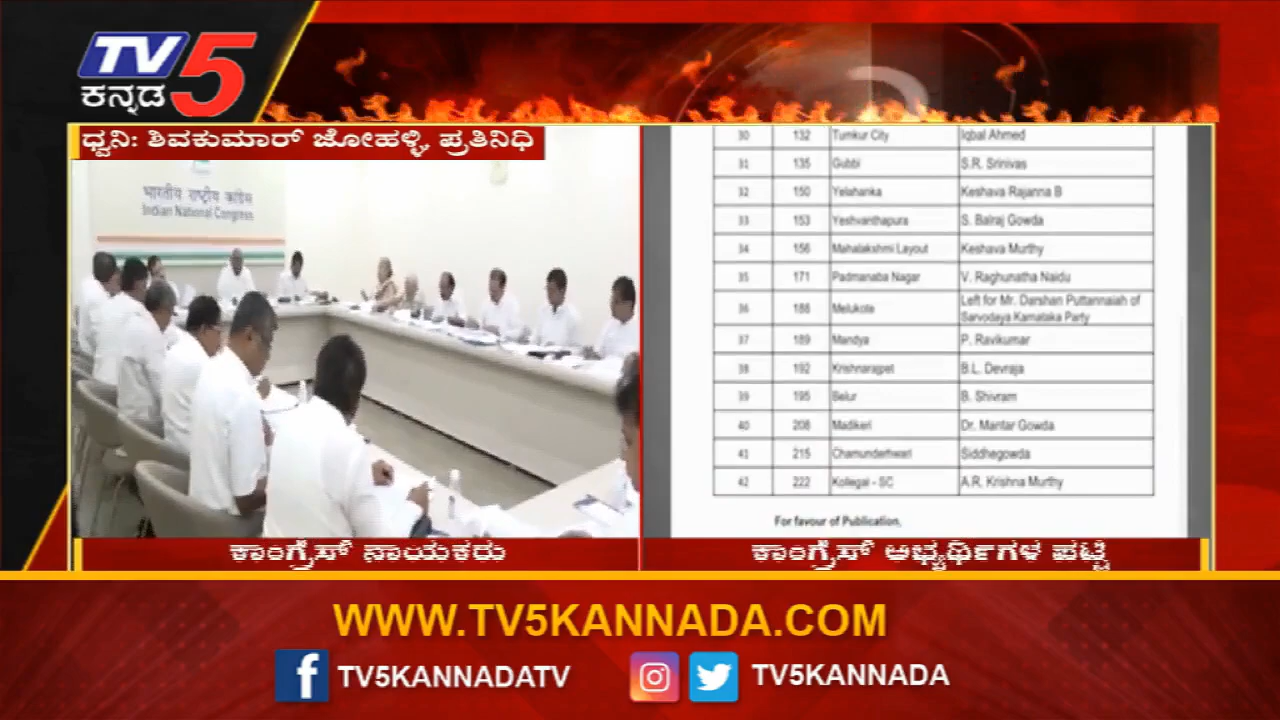 TV5
ಕನ್ನಡ
ಧ್ವನಿ: ಶಿವಕುಮಾರ್ ಜೋಹಳ್ಳಿ, ಪ್ರತಿನಿಧಿ
भारतीय राष्ट्रीय कांग्रेस
Indian National Congress
30 132 Tumkur City Iqbal Ahmed
31 135 Gubbi S.R. Srinivas
32 150 Yelahanka Keshava Rajanna B
33 153 Yeshvanthapura S. Balraj Gowda
34 156 Mahalakshmi Layout Keshava Murthy
35 171 Padmanaba Nagar V. Raghunatha Naidu
36 188 Melukote Left for Mr. Darshan Puttannaiah of
Sarvodaya Karnataka Party
37 189 Mandya P. Ravikumar
38 192 Krishnarajpet B.L. Devraja
39 195 Belur B. Shivram
40 208 Madikeri Dr. Mantar Gowda
41 215 Chamundeshwari Siddhegowda
42 222 Kollegal - SC A.R. Krishna Murthy
For favour of Publication.
ಕಾಂಗ್ರೆಸ್ ನಾಯಕರು
ಕಾಂಗ್ರೆಸ್ ಅಭ್ಯರ್ಥಿಗಳ ಪಟ್ಟಿ
WWW.TV5KANNADA.COM
f TV5KANNADATV
TV5KANNADA